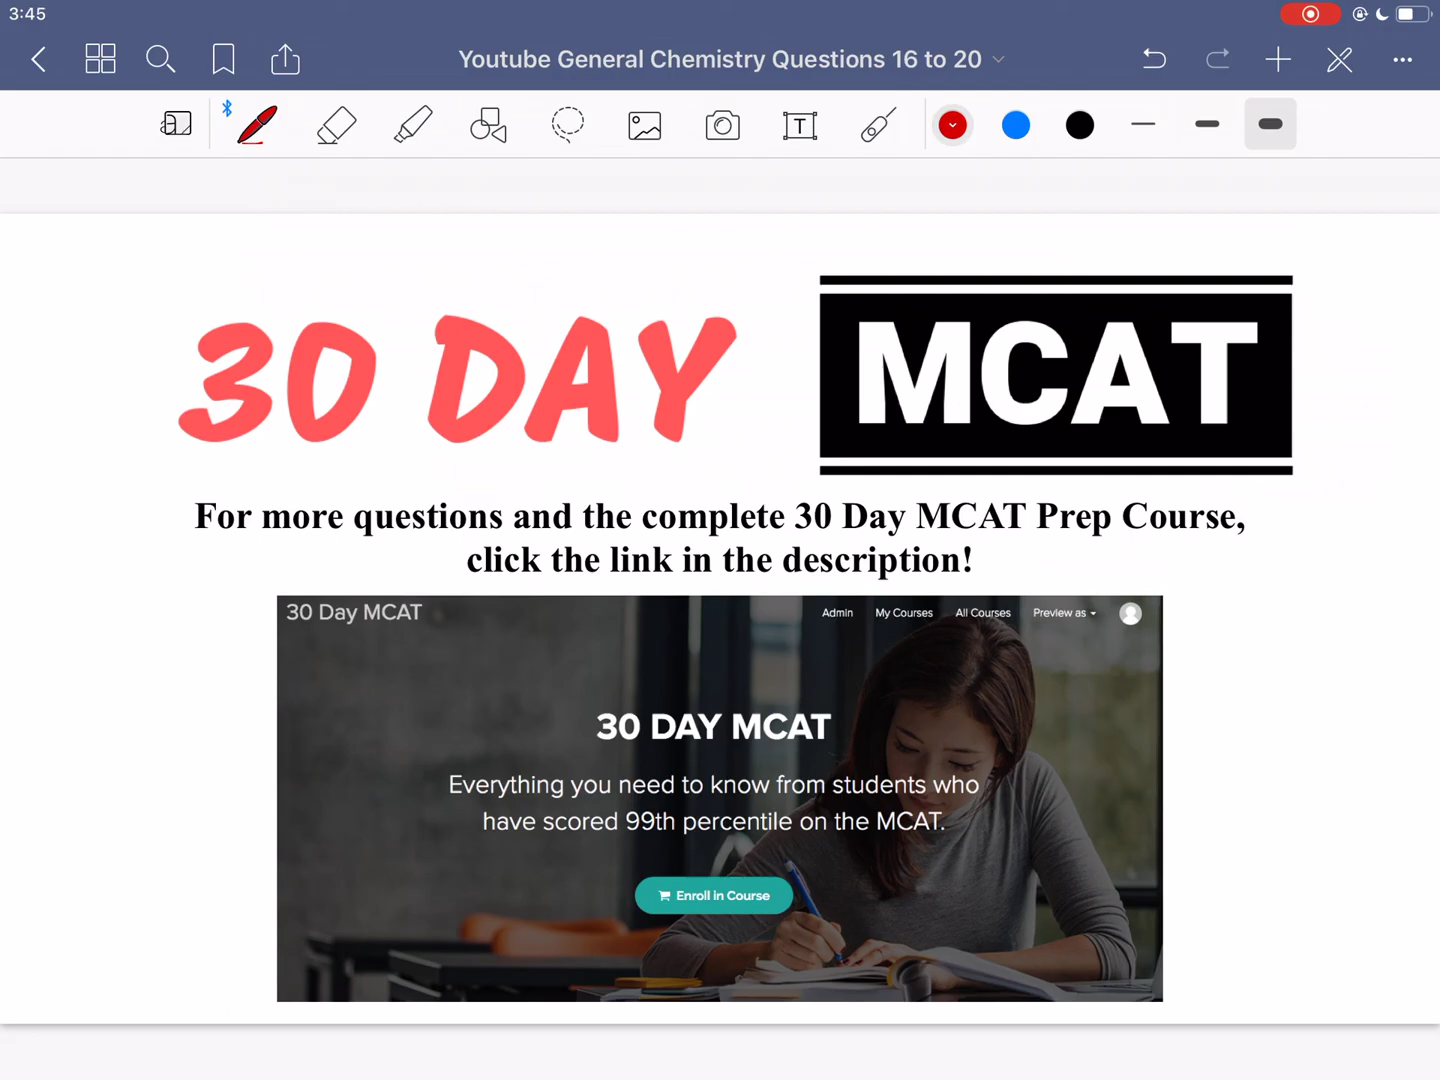 3:45
Youtube General Chemistry Questions 16 to 20
T
30 DAY MCAT
For more questions and the complete 30 Day MCAT Prep Course,
click the link in the description!
30 Day MCAT Admin My Courses All Courses Preview as
30 DAY MCAT
Everything you need to know from students who
have scored 99th percentile on the MCAT.
Enroll in Course